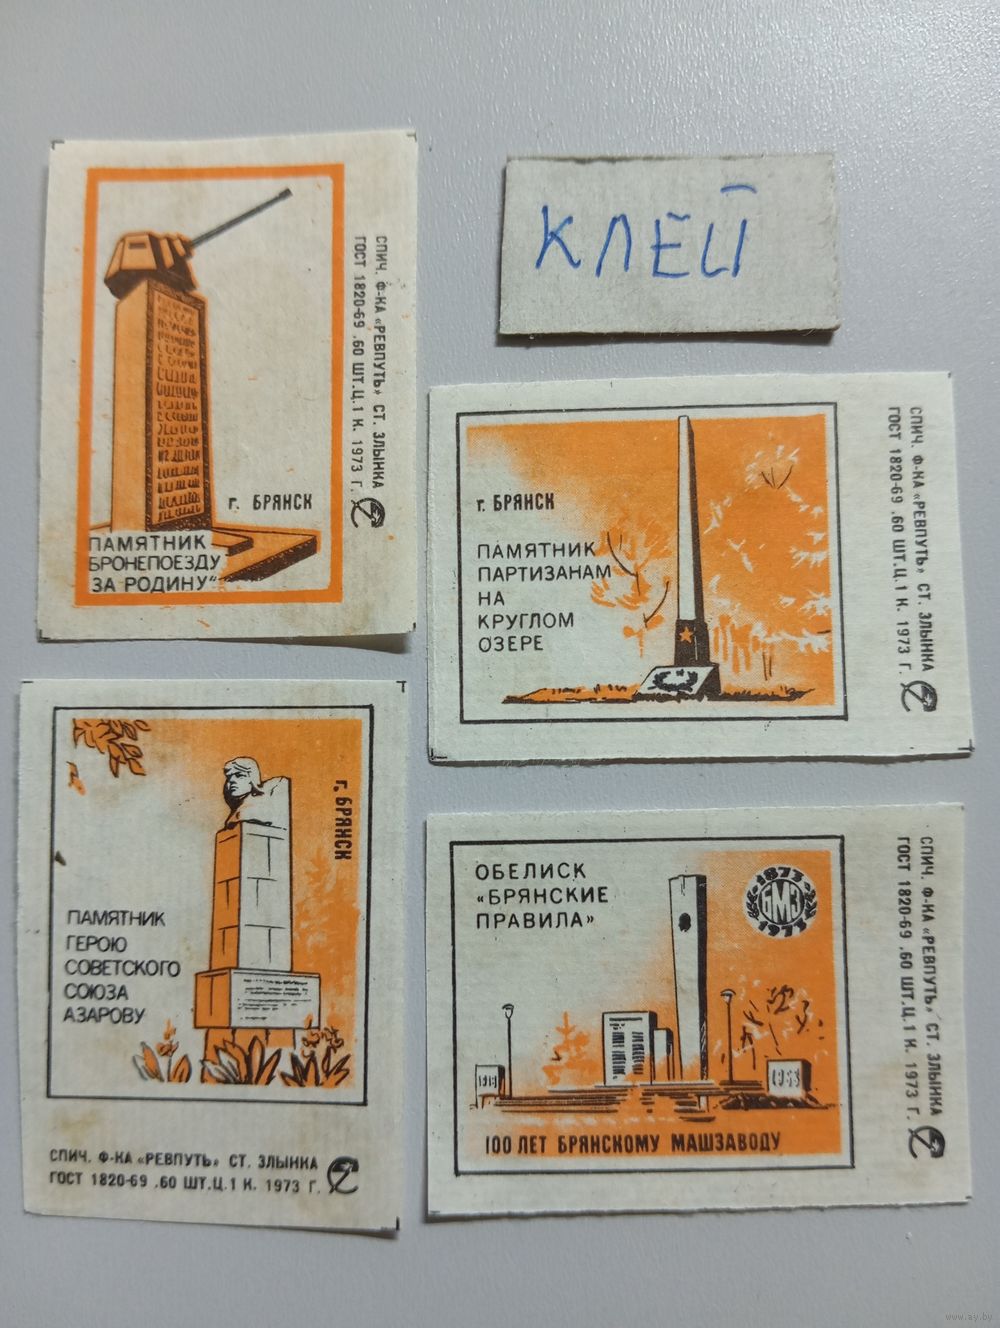 г. БРЯНСК
ПАМЯТНИК
БРОНЕПОЕЗДУ
ЗА РОДИНУ"
СПИЧ. Ф-КА «РЕВПУТЬ» СТ. ЗЛЫНКА
ГОСТ 1820-69 .60 ШТ.Ц.1 К. 1973 Г.
КЛЕЙ
г. БРЯНСК
ПАМЯТНИК
ПАРТИЗАНАМ
НА
КРУГЛОМ
ОЗЕРЕ
СПИЧ. Ф-КА «РЕВПУТЬ» СТ. ЗЛЫНКА
ГОСТ 1820-69 .60 ШТ.Ц.1 К. 1973 Г.
г. БРЯНСК
ПАМЯТНИК
ГЕРОЮ
СОВЕТСКОГО
СОЮЗА
АЗАРОВУ
СПИЧ. Ф-КА «РЕВПУТЬ» СТ. ЗЛЫНКА
ГОСТ 1820-69 .60 ШТ.Ц.1 К. 1973 Г.
ОБЕЛИСК
«БРЯНСКИЕ
ПРАВИЛА»
1873
БМЗ
1973
100 ЛЕТ БРЯНСКОМУ МАШЗАВОДУ
СПИЧ. Ф-КА «РЕВПУТЬ» СТ. ЗЛЫНКА
ГОСТ 1820-69 .60 ШТ.Ц.1 К. 1973 Г.
www.ay.by